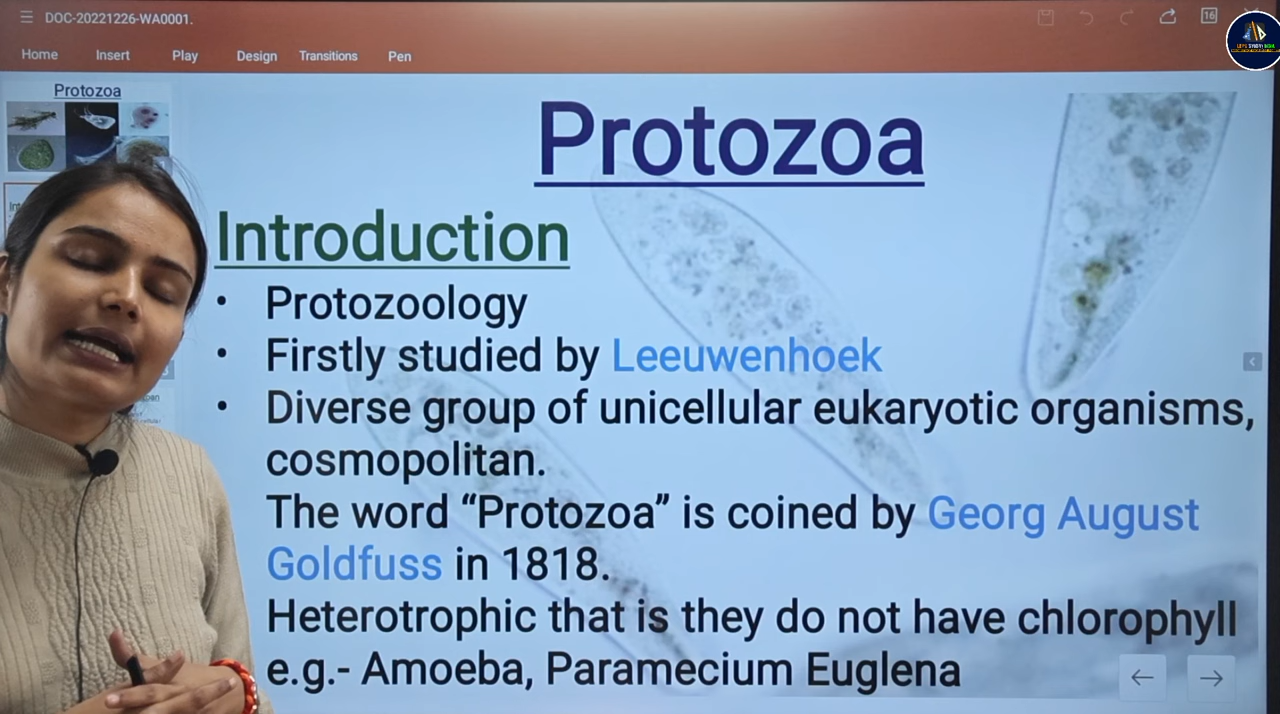 DOC-20221226-WA0001.
16
Home Insert Play Design Transitions Pen
Protozoa
Protozoa
Introduction
• Protozoology
• Firstly studied by Leeuwenhoek
• Diverse group of unicellular eukaryotic organisms,
cosmopolitan.
The word “Protozoa” is coined by Georg August
Goldfuss in 1818.
Heterotrophic that is they do not have chlorophyll
e.g.- Amoeba, Paramecium Euglena